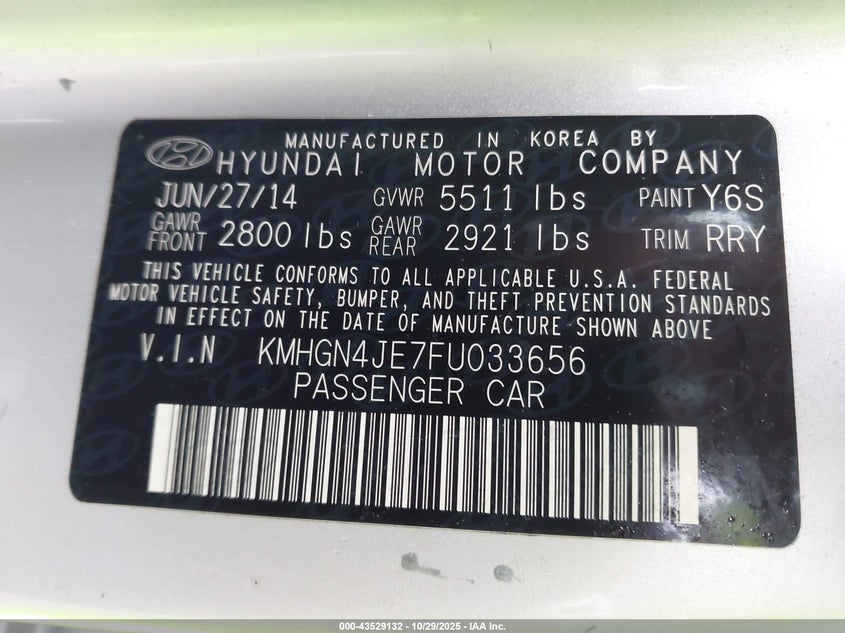 MANUFACTURED IN KOREA BY
HYUNDAI MOTOR COMPANY
JUN/27/14 GVWR 5511 lbs PAINT Y6S
GAWR FRONT 2800 lbs GAWR REAR 2921 lbs TRIM RRY
THIS VEHICLE CONFORMS TO ALL APPLICABLE U.S.A. FEDERAL
MOTOR VEHICLE SAFETY, BUMPER, AND THEFT PREVENTION STANDARDS
IN EFFECT ON THE DATE OF MANUFACTURE SHOWN ABOVE
V.I.N KMHGN4JE7FU033656
PASSENGER CAR
000-43529132 - 10/29/2025 - IAA Inc.